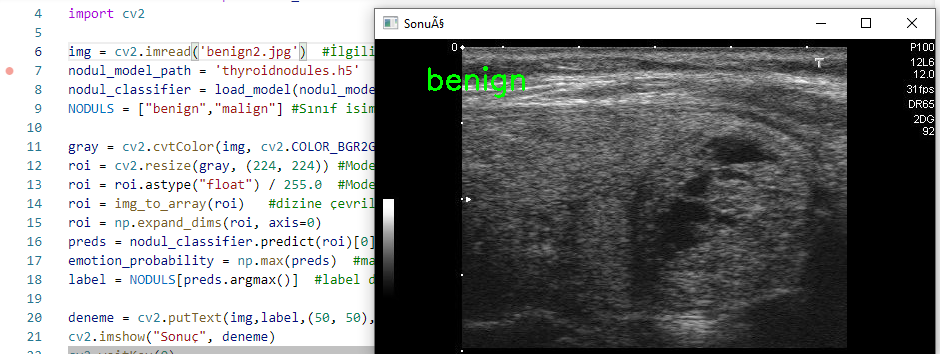 4 import cv2
5
6 img = cv2.imread('benign2.jpg') #İlgili
7 nodul_model_path = 'thyroidnodules.h5'
8 nodul_classifier = load_model(nodul_mode
9 NODULS = ["benign","malign"] #Sınıf isim
10
11 gray = cv2.cvtColor(img, cv2.COLOR_BGR2G
12 roi = cv2.resize(gray, (224, 224)) #Mode
13 roi = roi.astype("float") / 255.0 #Mode
14 roi = img_to_array(roi) #dizine çevril
15 roi = np.expand_dims(roi, axis=0)
16 preds = nodul_classifier.predict(roi)[0]
17 emotion_probability = np.max(preds) #ma
18 label = NODULS[preds.argmax()] #label d
19
20 deneme = cv2.putText(img,label,(50, 50),
21 cv2.imshow("Sonuç", deneme)
SonuÃ§
0
benign
T
P100
12L6
12.0
31fps
DR65
2DG
92